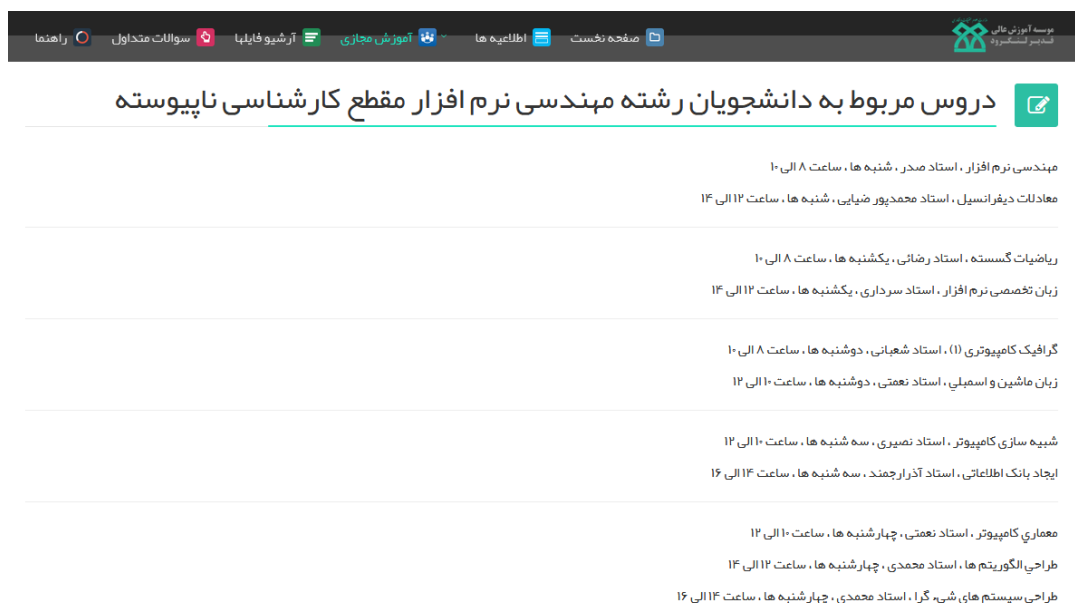 موسسه آموزش عالی
قدیر لنگرود
صفحه نخست
اطلاعیه ها
آموزش مجازی
آرشیو فایلها
سوالات متداول
راهنما
دروس مربوط به دانشجویان رشته مهندسی نرم افزار مقطع کارشناسی ناپیوسته
مهندسی نرم افزار ، استاد صدر ، شنبه ها ، ساعت ۸ الی ۱۰
معادلات دیفرانسیل ، استاد محمدپور ضیایی ، شنبه ها ، ساعت ۱۲ الی ۱۴
ریاضیات گسسته ، استاد رضائی ، یکشنبه ها ، ساعت ۸ الی ۱۰
زبان تخصصی نرم افزار ، استاد سرداری ، یکشنبه ها ، ساعت ۱۲ الی ۱۴
گرافیک کامپیوتری (۱) ، استاد شعبانی ، دوشنبه ها ، ساعت ۸ الی ۱۰
زبان ماشین و اسمبلي ، استاد نعمتی ، دوشنبه ها ، ساعت ۱۰ الی ۱۲
شبیه سازی کامپیوتر ، استاد نصیری ، سه شنبه ها ، ساعت ۱۰ الی ۱۲
ایجاد بانک اطلاعاتی ، استاد آذرارجمند ، سه شنبه ها ، ساعت ۱۴ الی ۱۶
معماري کامپیوتر ، استاد نعمتی ، چهارشنبه ها ، ساعت ۱۰ الی ۱۲
طراحي الگوریتم ها ، استاد محمدی ، چهارشنبه ها ، ساعت ۱۲ الی ۱۴
طراحی سیستم های شیء گرا ، استاد محمدی ، چهارشنبه ها ، ساعت ۱۴ الی ۱۶